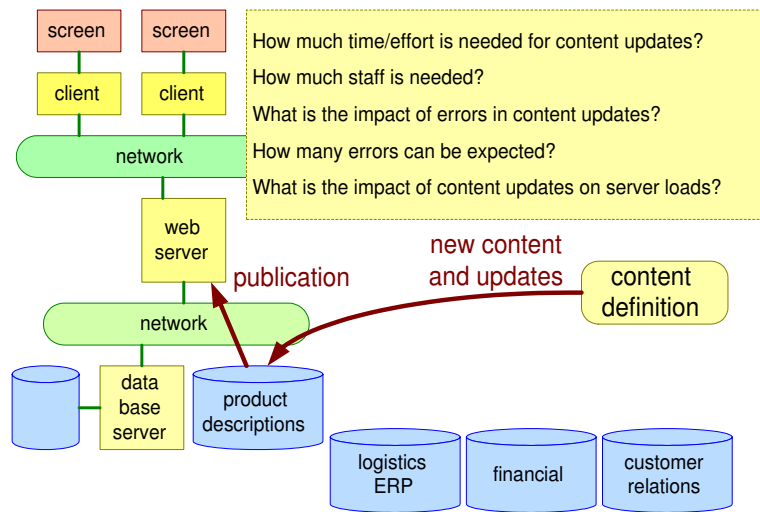 screen
screen
How much time/effort is needed for content updates?
client
client
How much staff is needed?
What is the impact of errors in content updates?
network
How many errors can be expected?
What is the impact of content updates on server loads?
web
server
publication
new content
and updates
content
definition
network
data
base
server
product
descriptions
logistics
ERP
financial
customer
relations